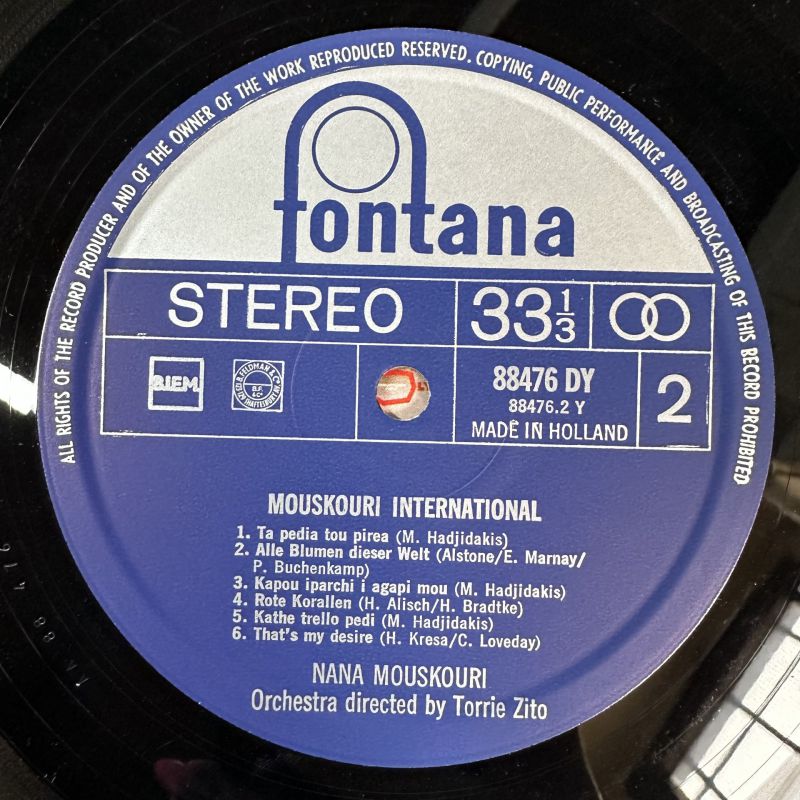 ALL RIGHTS OF THE RECORD PRODUCER AND OF THE OWNER OF THE WORK REPRODUCED RESERVED. COPYING, PUBLIC PERFORMANCE AND BROADCASTING OF THIS RECORD PROHIBITED
fontana
STEREO
33 1/3
BIEM
B.F.
& Co
88476 DY
88476.2 Y
MADE IN HOLLAND
2
MOUSKOURI INTERNATIONAL
1. Ta pedia tou pirea (M. Hadjidakis)
2. Alle Blumen dieser Welt (Alstone/E. Marnay/
P. Buchenkamp)
3. Kapou iparchi i agapi mou (M. Hadjidakis)
4. Rote Korallen (H. Alisch/H. Bradtke)
5. Kathe trello pedi (M. Hadjidakis)
6. That's my desire (H. Kresa/C. Loveday)
NANA MOUSKOURI
Orchestra directed by Torrie Zito